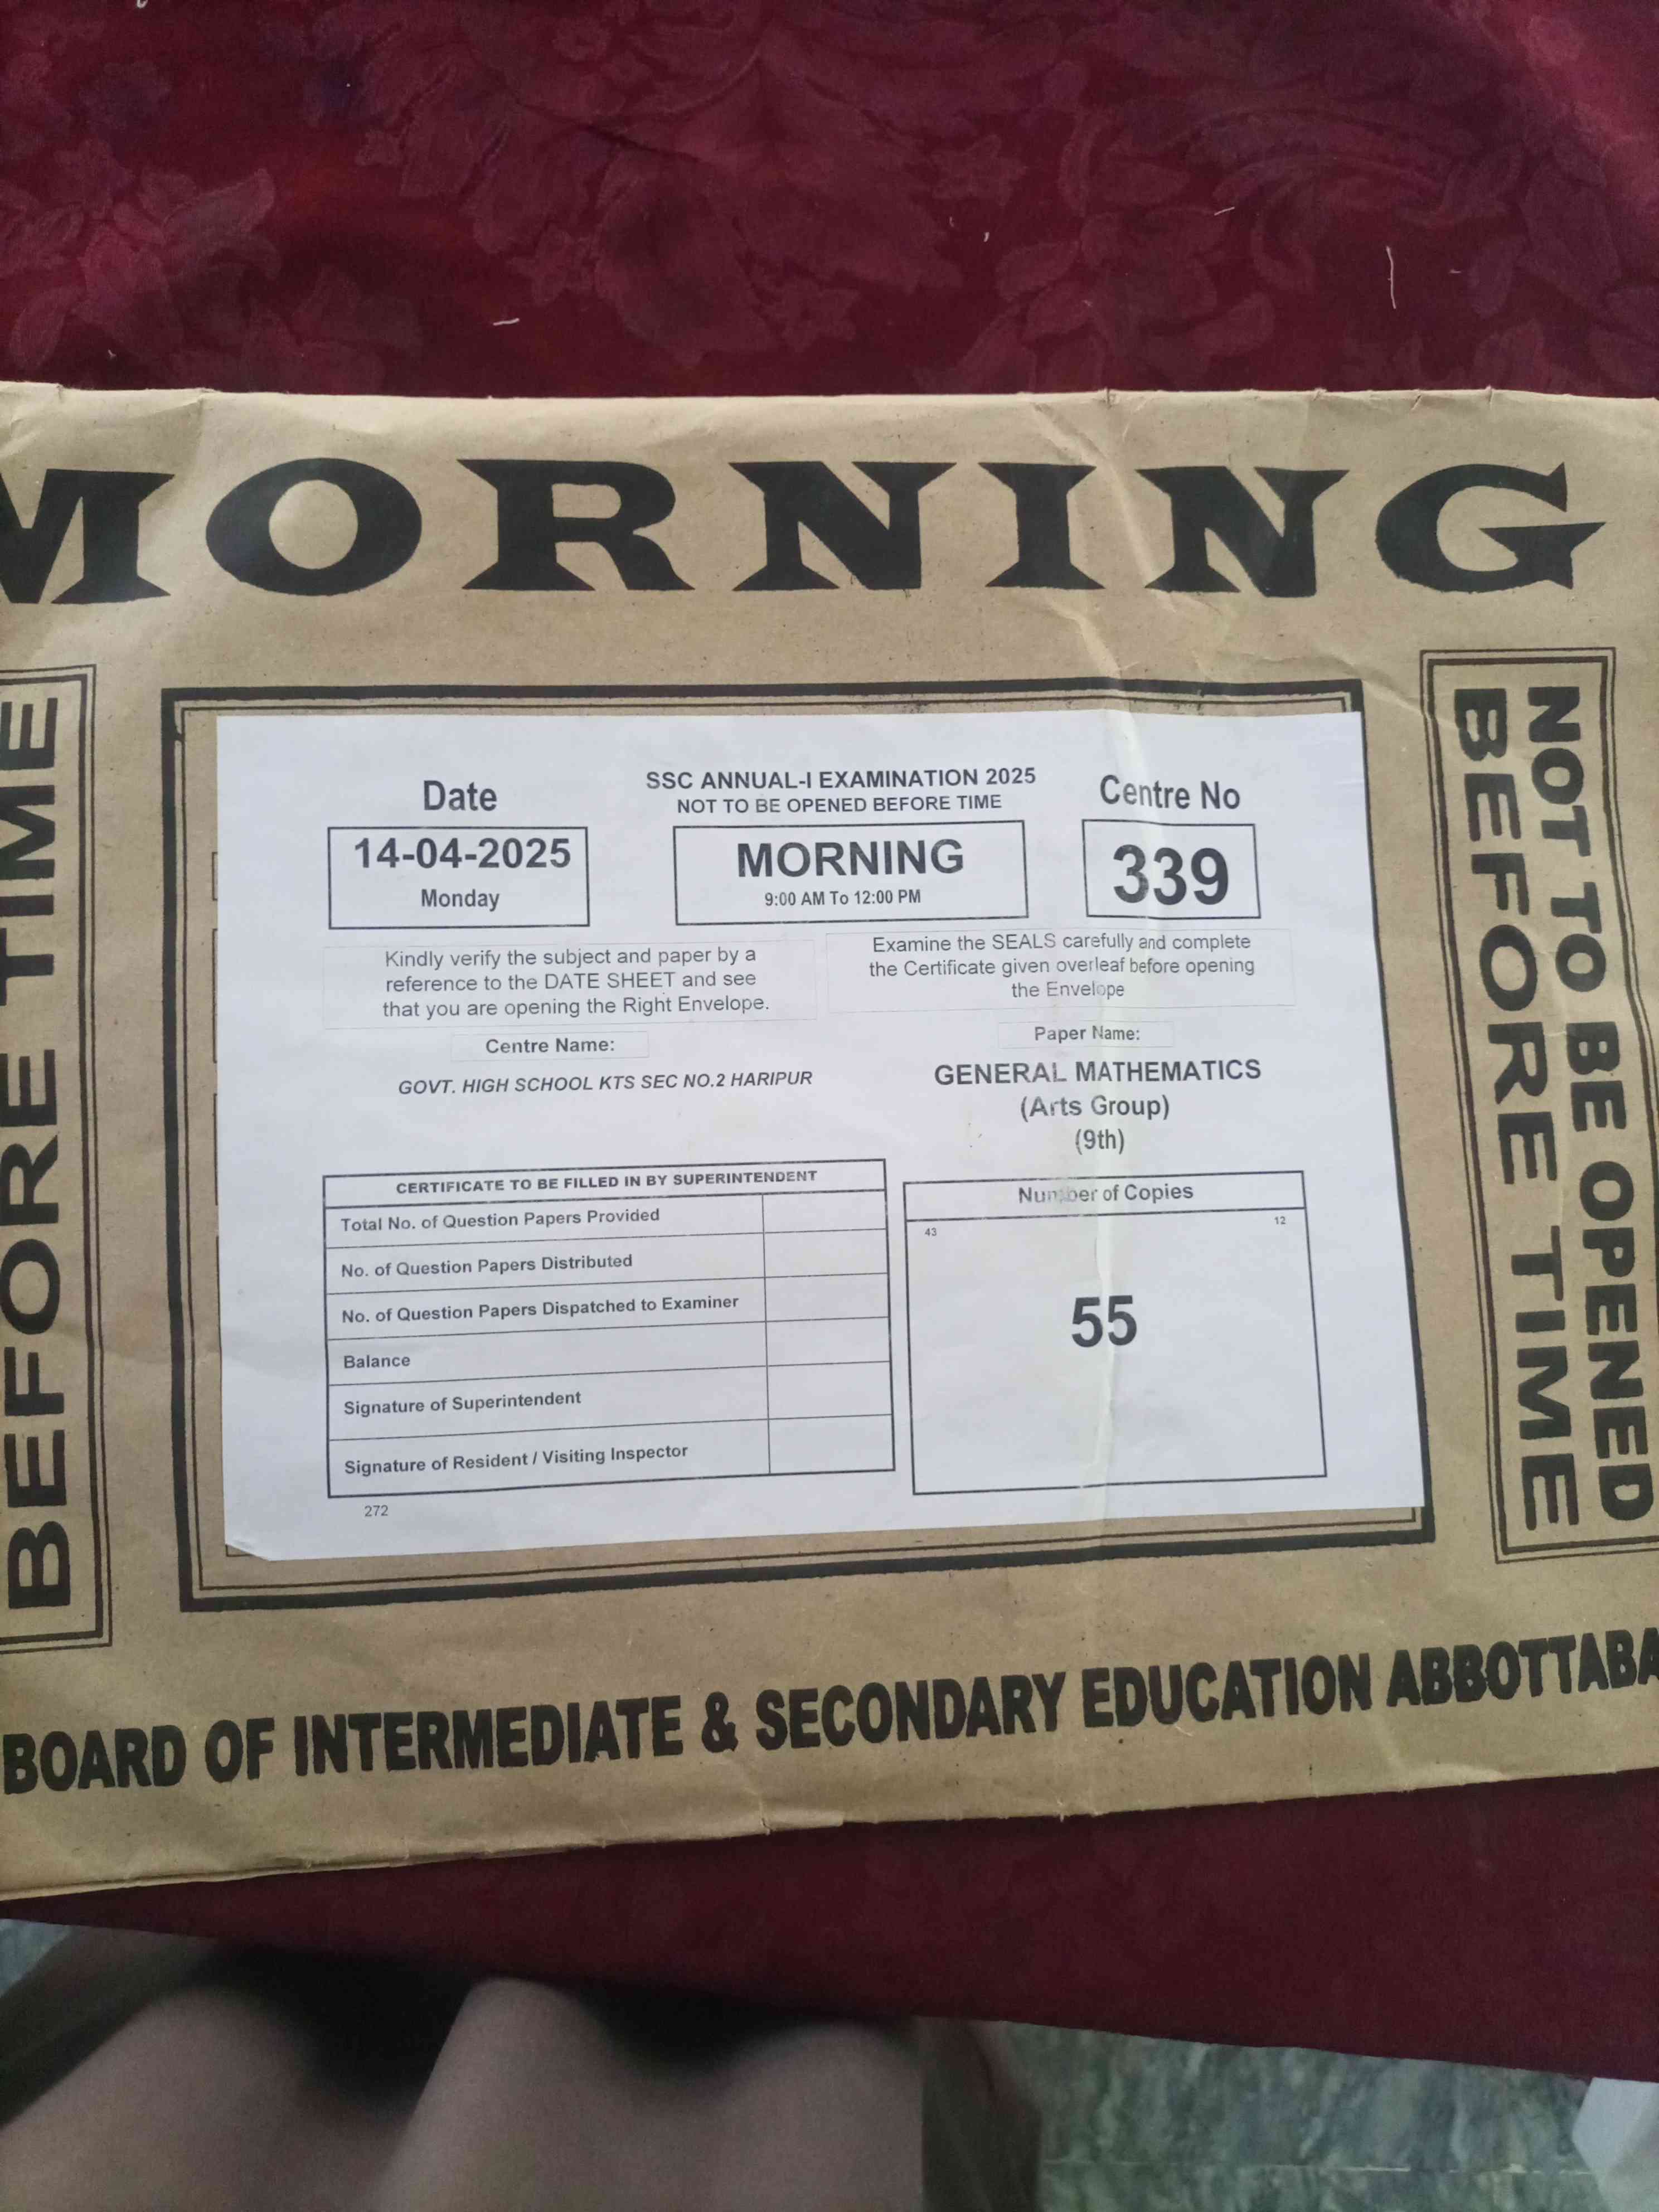 MORNING
BEFORE TIME
NOT TO BE OPENED
BEFORE TIME
Date
14-04-2025
Monday
SSC ANNUAL-I EXAMINATION 2025
NOT TO BE OPENED BEFORE TIME
MORNING
9:00 AM To 12:00 PM
Centre No
339
Kindly verify the subject and paper by a
reference to the DATE SHEET and see
that you are opening the Right Envelope.
Examine the SEALS carefully and complete
the Certificate given overleaf before opening
the Envelope
Centre Name:
GOVT. HIGH SCHOOL KTS SEC NO.2 HARIPUR
Paper Name:
GENERAL MATHEMATICS
(Arts Group)
(9th)
CERTIFICATE TO BE FILLED IN BY SUPERINTENDENT
Total No. of Question Papers Provided
No. of Question Papers Distributed
No. of Question Papers Dispatched to Examiner
Balance
Signature of Superintendent
Signature of Resident / Visiting Inspector
272
Number of Copies
43 12
55
BOARD OF INTERMEDIATE & SECONDARY EDUCATION ABBOTTABA